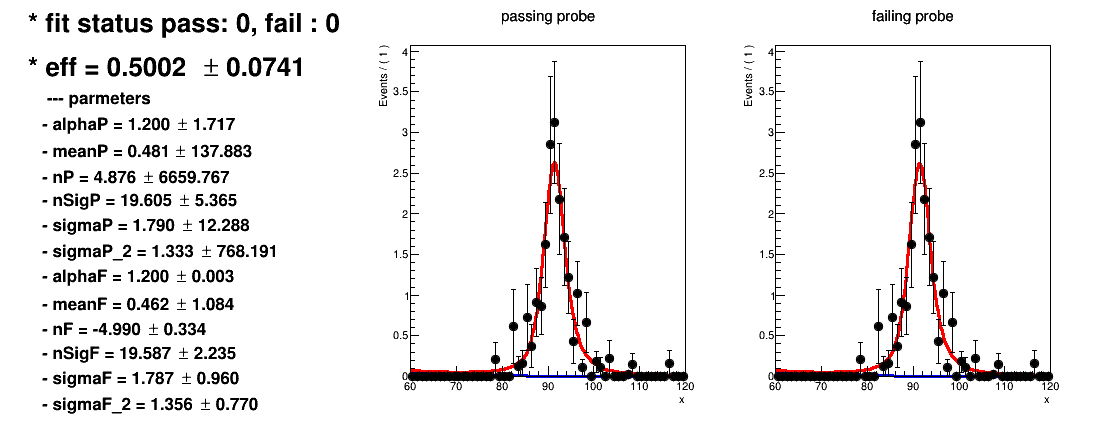 * fit status pass: 0, fail : 0
* eff = 0.5002 ± 0.0741
--- parmeters
- alphaP = 1.200 ± 1.717
- meanP = 0.481 ± 137.883
- nP = 4.876 ± 6659.767
- nSigP = 19.605 ± 5.365
- sigmaP = 1.790 ± 12.288
- sigmaP_2 = 1.333 ± 768.191
- alphaF = 1.200 ± 0.003
- meanF = 0.462 ± 1.084
- nF = -4.990 ± 0.334
- nSigF = 19.587 ± 2.235
- sigmaF = 1.787 ± 0.960
- sigmaF_2 = 1.356 ± 0.770
passing probe
Events / ( 1 )
4
3.5
3
2.5
2
1.5
1
0.5
0
60 70 80 90 100 110 120
x
failing probe
Events / ( 1 )
4
3.5
3
2.5
2
1.5
1
0.5
0
60 70 80 90 100 110 120
x